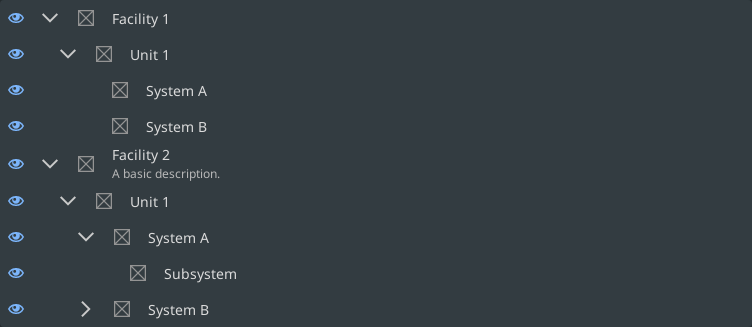 Facility 1
Unit 1
System A
System B
Facility 2
A basic description.
Unit 1
System A
Subsystem
System B